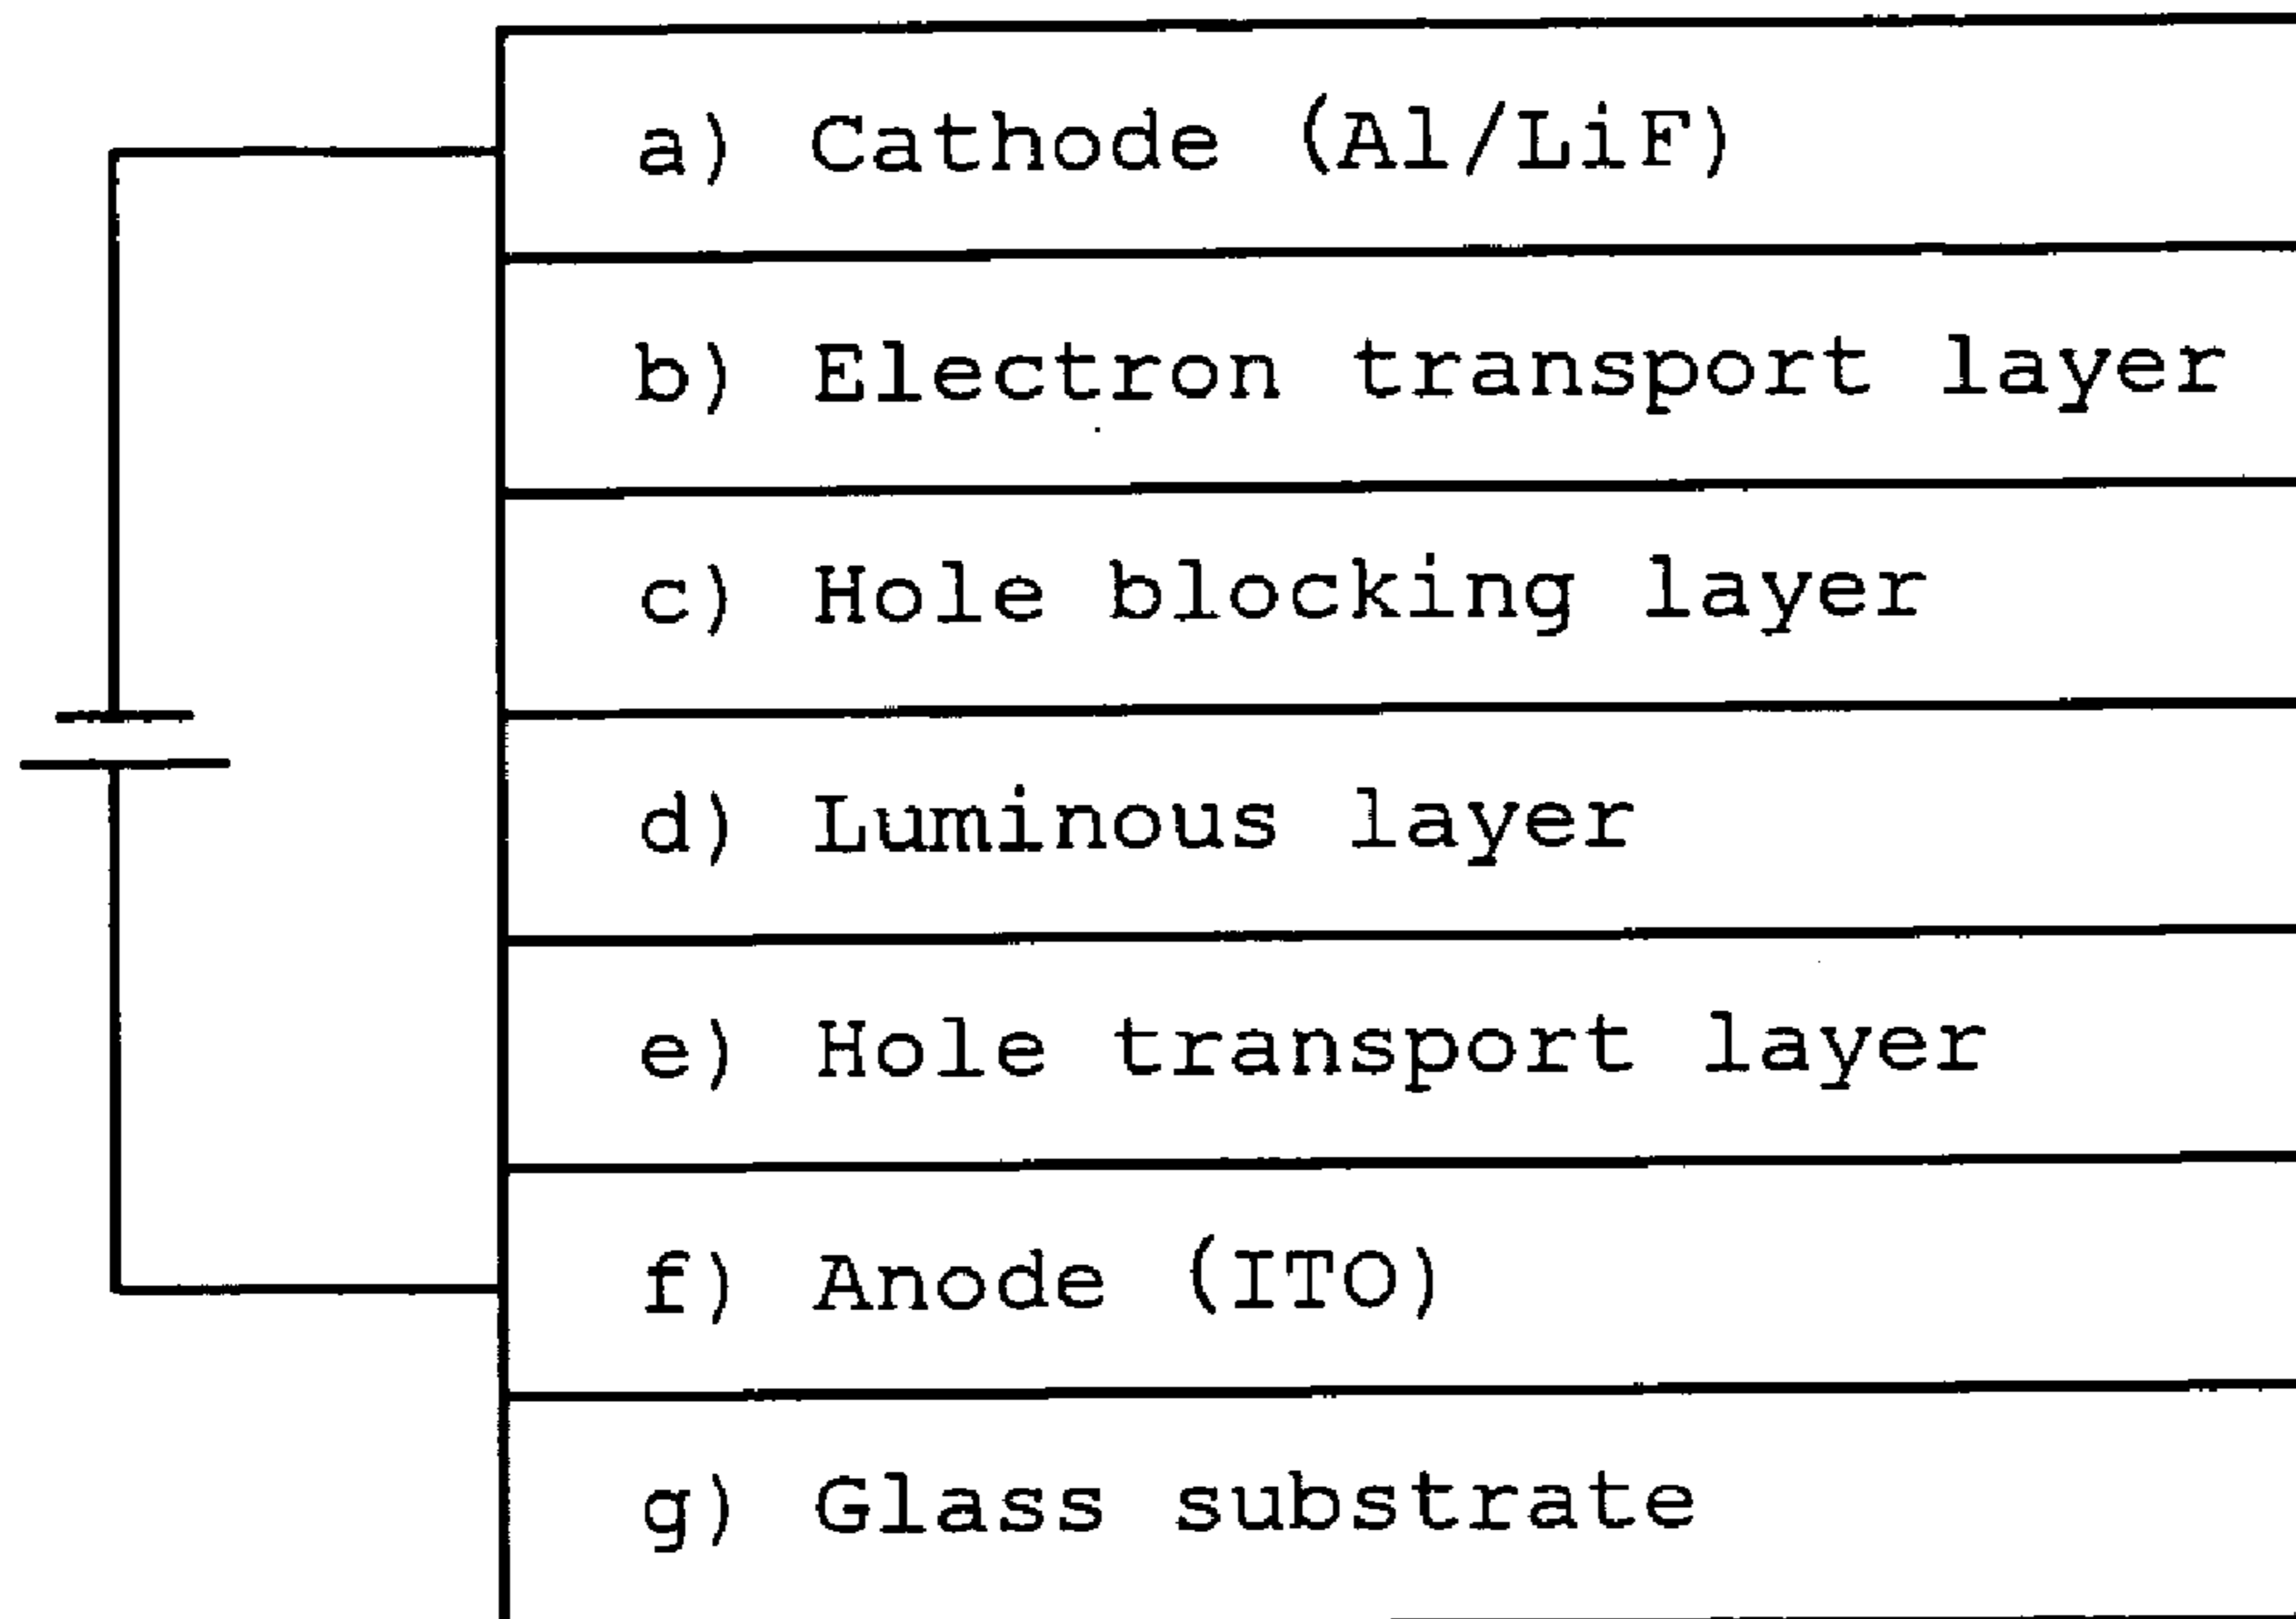 a) Cathode (Al/LiF)
b) Electron transport layer
c) Hole blocking layer
d) Luminous layer
e) Hole transport layer
f) Anode (ITO)
g) Glass substrate